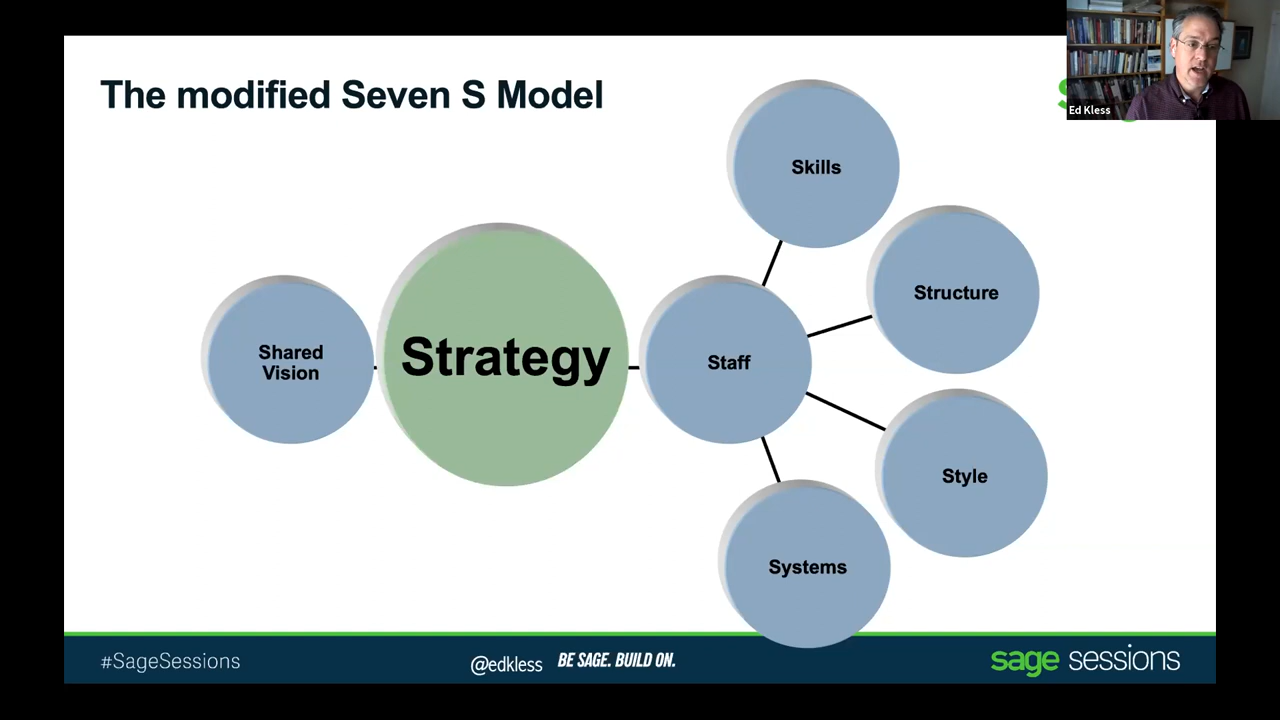 The modified Seven S Model
Ed Kless
Skills
Structure
Shared
Vision
Strategy
Staff
Style
Systems
#SageSessions
@edkless
BE SAGE. BUILD ON.
sage sessions